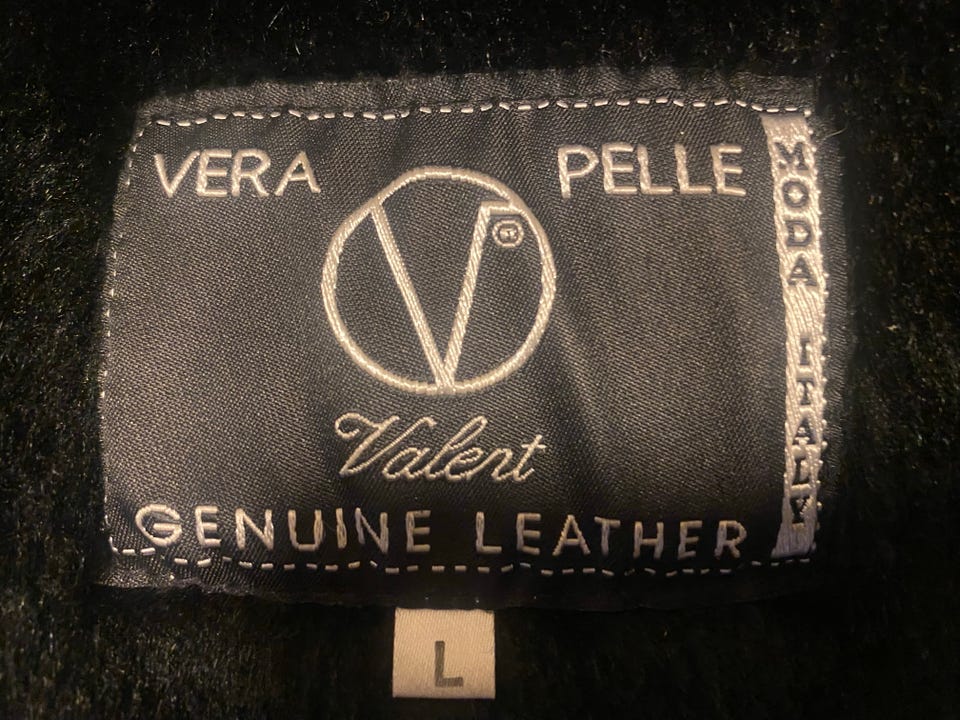 VERA PELLE
V ®
Valent
GENUINE LEATHER
MODA ITALY
L